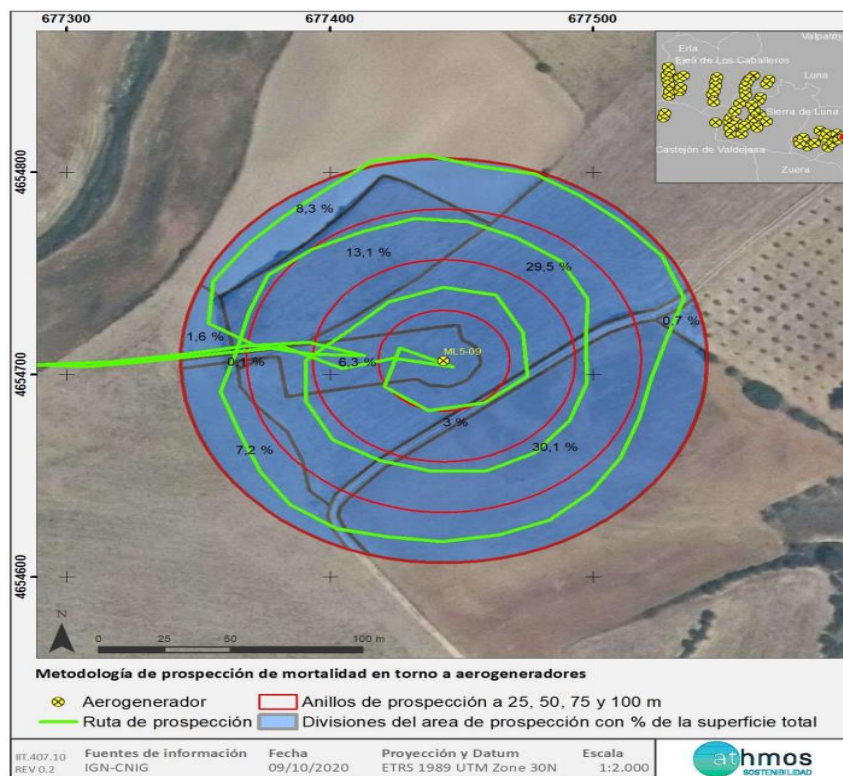 677300 677400 677500
Valpalmas
Erla
Ejea de Los Caballeros
Luna
Sierra de Luna
Castejón de Valdejasa
Zuera
4654800
8,3 %
13,1 %
29,5 %
1,6 %
0,7 %
ML5-09
4654700
0,1 %
6,3 %
3 %
7,2 %
30,1 %
4654600
N
0 25 50 100 m
Metodología de prospección de mortalidad en torno a aerogeneradores
Aerogenerador
Anillos de prospección a 25, 50, 75 y 100 m
Ruta de prospección
Divisiones del area de prospección con % de la superficie total
IIT.407.10
REV 0.2
Fuentes de información
IGN-CNIG
Fecha
09/10/2020
Proyección y Datum
ETRS 1989 UTM Zone 30N
Escala
1:2.000
athmos
SOSTENIBILIDAD